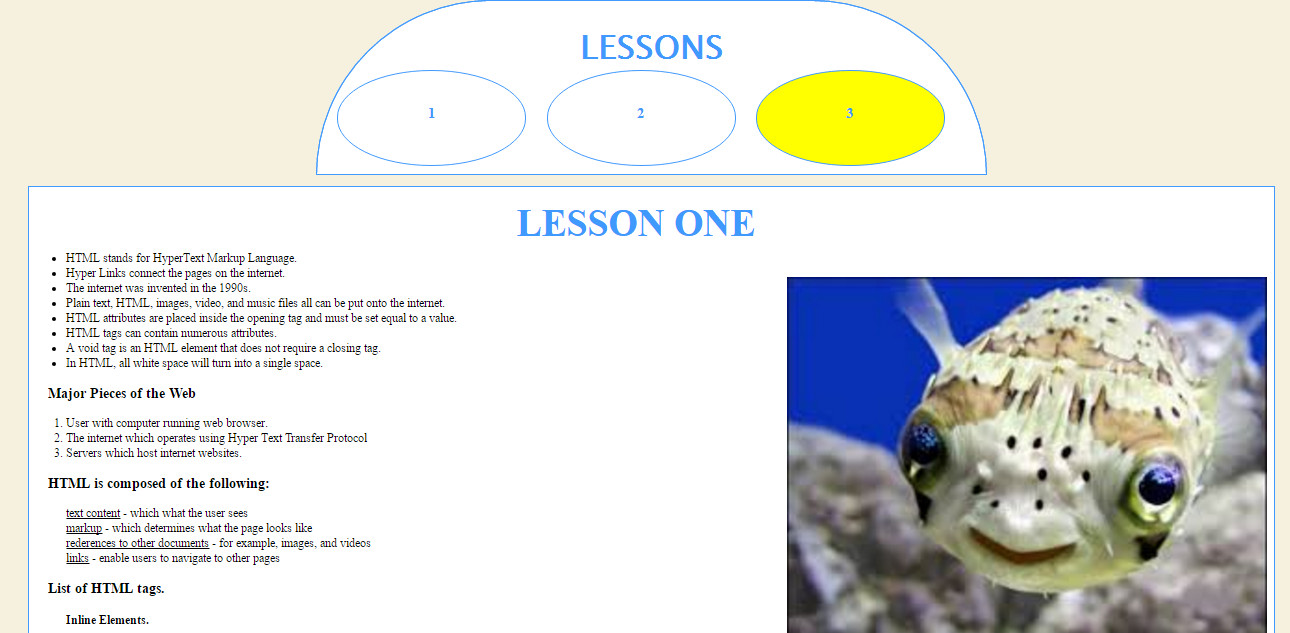 LESSONS
1 2 3
LESSON ONE
HTML stands for HyperText Markup Language.
Hyper Links connect the pages on the internet.
The internet was invented in the 1990s.
Plain text, HTML, images, video, and music files all can be put onto the internet.
HTML attributes are placed inside the opening tag and must be set equal to a value.
HTML tags can contain numerous attributes.
A void tag is an HTML element that does not require a closing tag.
In HTML, all white space will turn into a single space.
Major Pieces of the Web
1. User with computer running web browser.
2. The internet which operates using Hyper Text Transfer Protocol
3. Servers which host internet websites.
HTML is composed of the following:
text content - which what the user sees
markup - which determines what the page looks like
rederences to other documents - for example, images, and videos
links - enable users to navigate to other pages
List of HTML tags.
Inline Elements.